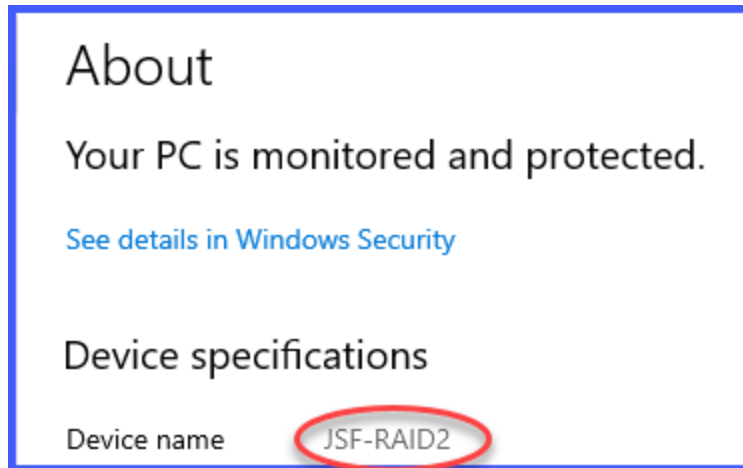 About
Your PC is monitored and protected.
See details in Windows Security
Device specifications
Device name JSF-RAID2